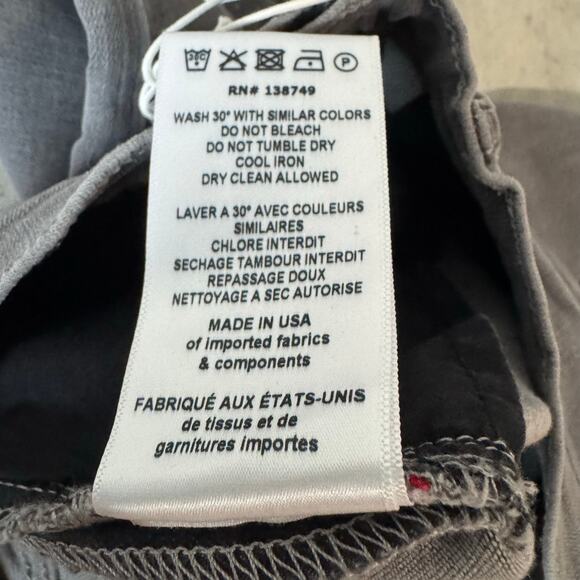 30C P
RN# 138749
WASH 30° WITH SIMILAR COLORS
DO NOT BLEACH
DO NOT TUMBLE DRY
COOL IRON
DRY CLEAN ALLOWED
LAVER A 30° AVEC COULEURS
SIMILAIRES
CHLORE INTERDIT
SECHAGE TAMBOUR INTERDIT
REPASSAGE DOUX
NETTOYAGE A SEC AUTORISE
MADE IN USA
of imported fabrics
& components
FABRIQUÉ AUX ÉTATS-UNIS
de tissus et de
garnitures importes